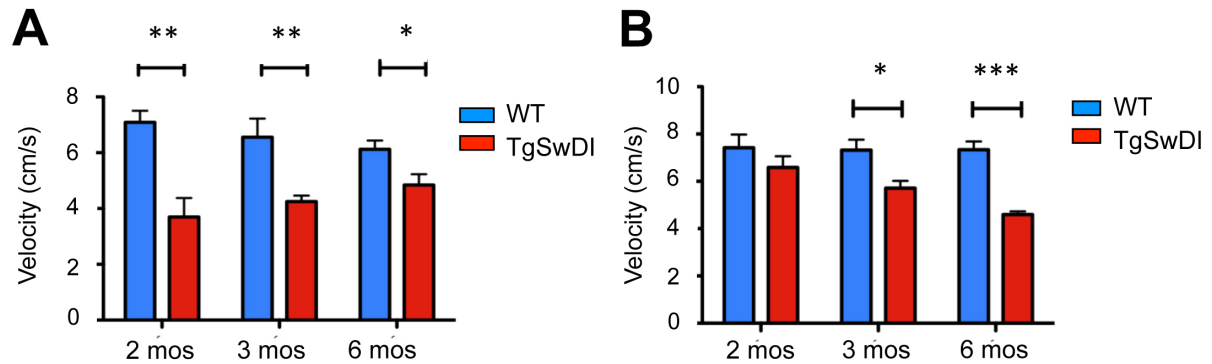 A
** ** *
8
6
4
2
0
Velocity (cm/s)
2 mos 3 mos 6 mos
WT
TgSwDI
B
* ***
10
8
6
4
2
0
Velocity (cm/s)
2 mos 3 mos 6 mos
WT
TgSwDI